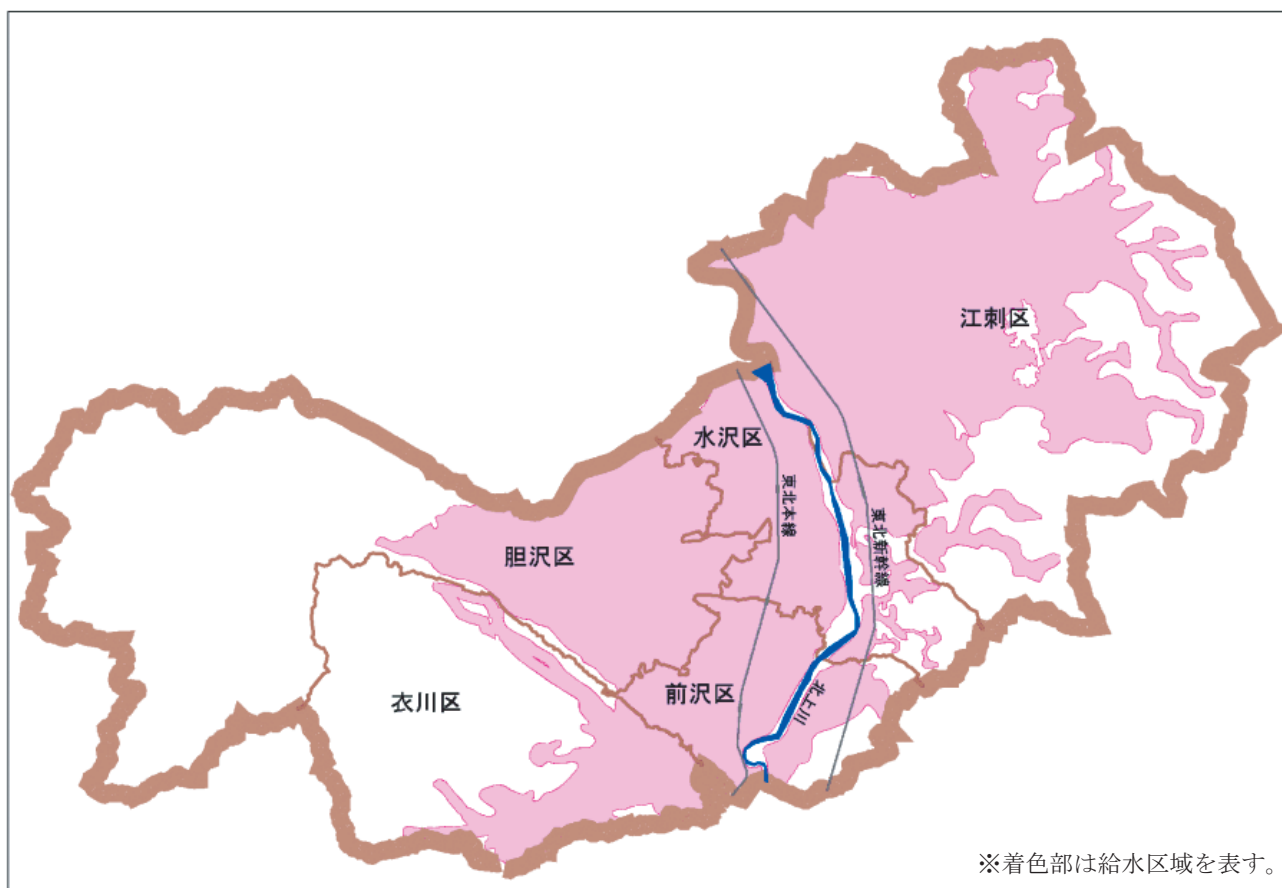 江刺区
水沢区
東北本線
東北新幹線
胆沢区
前沢区
北上川
衣川区
※着色部は給水区域を表す。